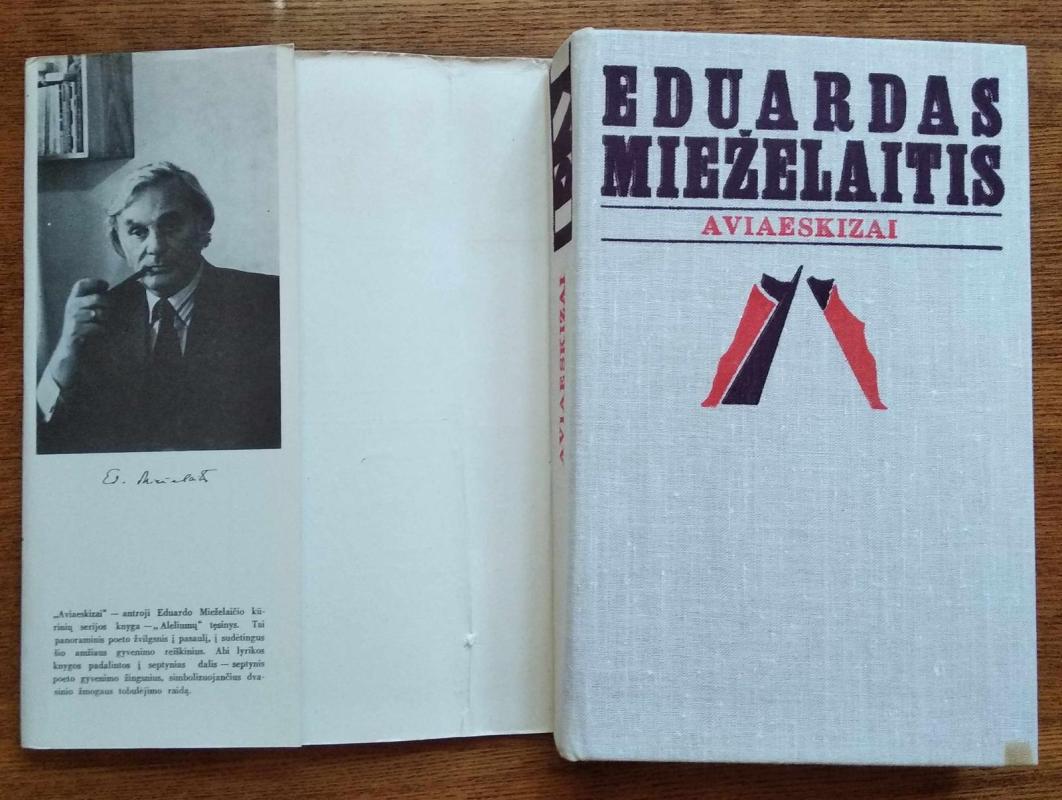 E. Mieželaitis
„Aviaeskizai“ — antroji Eduardo Mieželaičio kū-
rinių serijos knyga — „Aleliumų“ tęsinys. Tai
panoraminis poeto žvilgsnis į pasaulį, į sudėtingus
šio amžiaus gyvenimo reiškinius. Abi lyrikos
knygos padalintos į septynias dalis — septynis
poeto gyvenimo žingsnius, simbolizuojančius dva-
sinio žmogaus tobulėjimo raidą.
AVIAESKIZAI
EDUARDAS
MIEŽELAITIS
AVIAESKIZAI